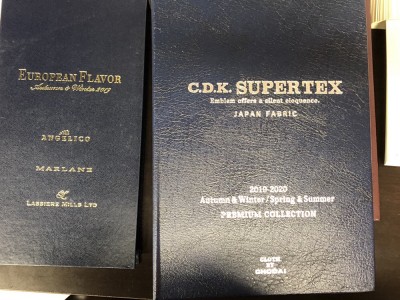 EUROPEAN FLAVOR
Autumn & Winter 2019
ANGELICO
MARLANE
LASSIERE MILLS LTD
C.D.K. SUPERTEX
Emblem offers a silent eloquence.
JAPAN FABRIC
2019-2020
Autumn & Winter / Spring & Summer
PREMIUM COLLECTION
CLOTH
BY
CHODAI